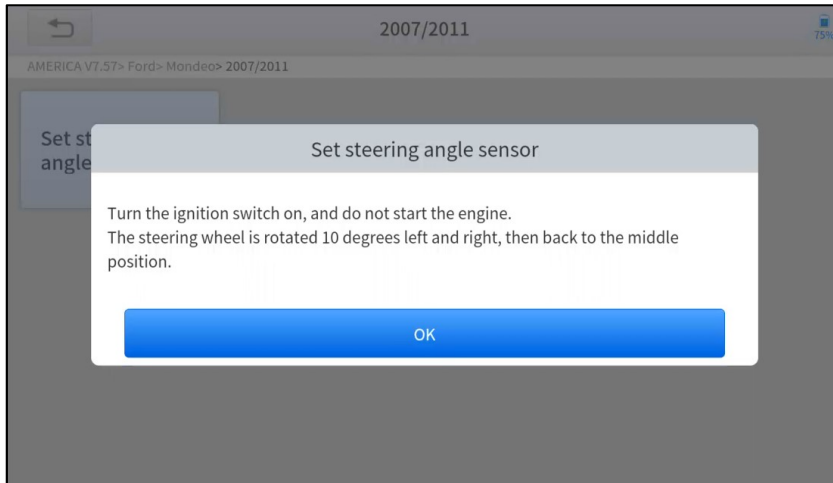 2007/2011
75%
AMERICA V7.57> Ford> Mondeo> 2007/2011
Set st
angle
Set steering angle sensor
Turn the ignition switch on, and do not start the engine.
The steering wheel is rotated 10 degrees left and right, then back to the middle
position.
OK